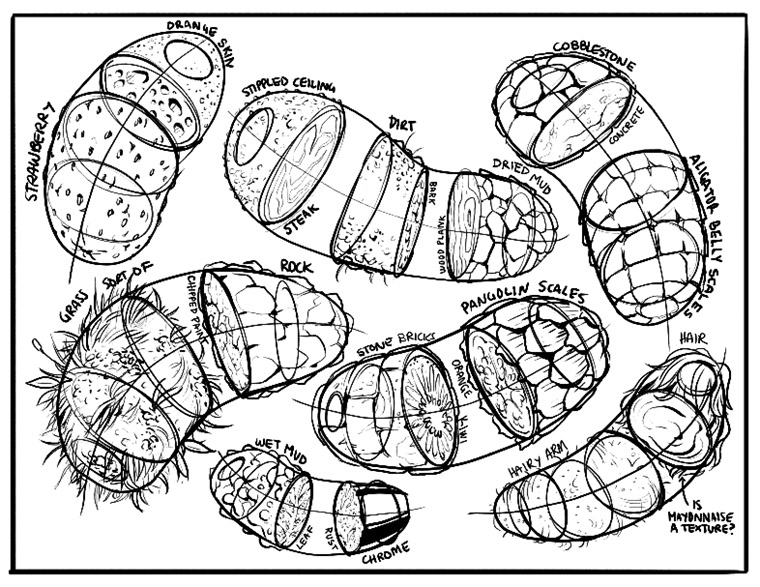 ORANGE SKIN
STRAWBERRY
STIPPLED CEILING
STEAK
DIRT
BARK
DRIED MUD
WOOD PLANK
COBBLESTONE
CONCRETE
ALLIGATOR BELLY SCALES
GRASS SORT OF
CHIPPED PAINT
ROCK
STONE BRICKS
KIWI
ORANGE
PANGOLIN SCALES
HAIR
HAIRY ARM
IS
MAYONNAISE
A TEXTURE?
WET MUD
LEAF
RUST
CHROME